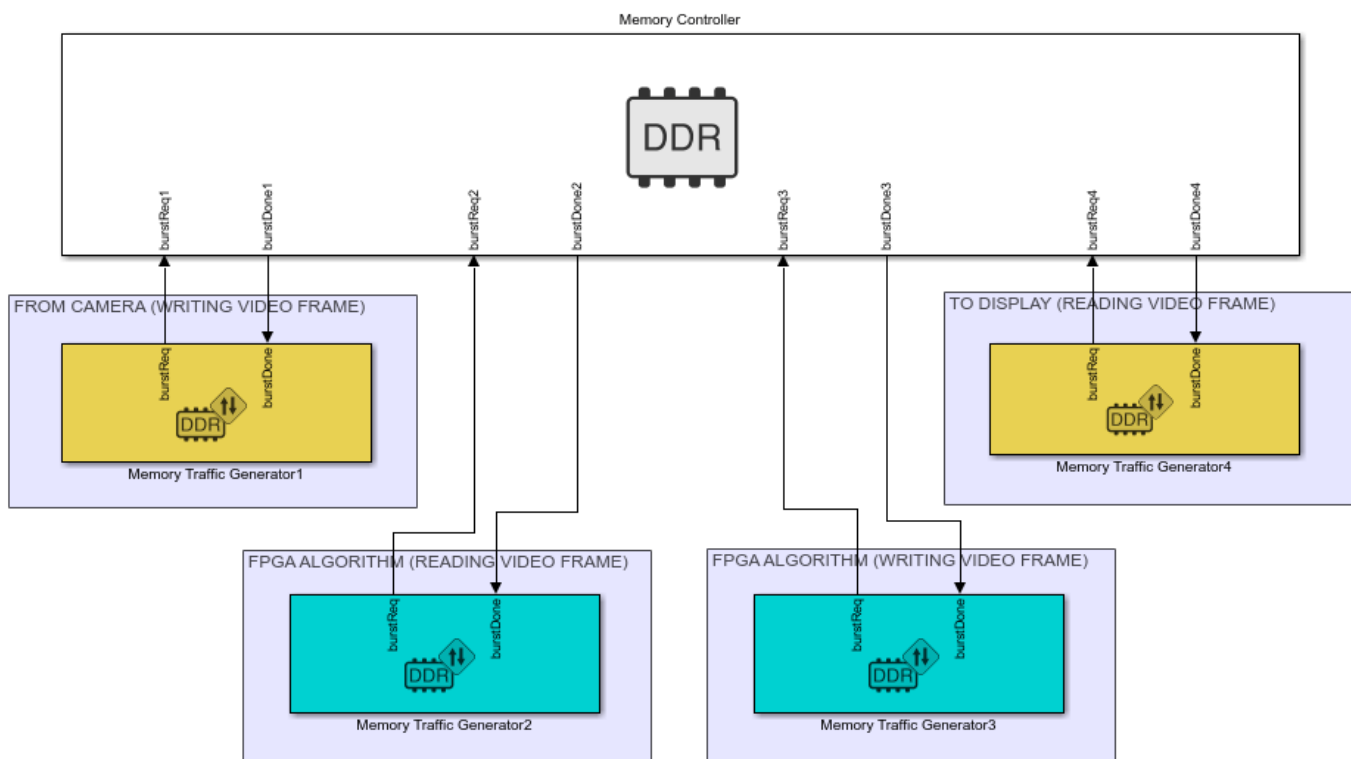 Memory Controller
DDR
burstReq1
burstDone1
burstReq2
burstDone2
burstReq3
burstDone3
burstReq4
burstDone4
FROM CAMERA (WRITING VIDEO FRAME)
burstReq
burstDone
DDR
Memory Traffic Generator1
TO DISPLAY (READING VIDEO FRAME)
burstReq
burstDone
DDR
Memory Traffic Generator4
FPGA ALGORITHM (READING VIDEO FRAME)
burstReq
burstDone
DDR
Memory Traffic Generator2
FPGA ALGORITHM (WRITING VIDEO FRAME)
burstReq
burstDone
DDR
Memory Traffic Generator3